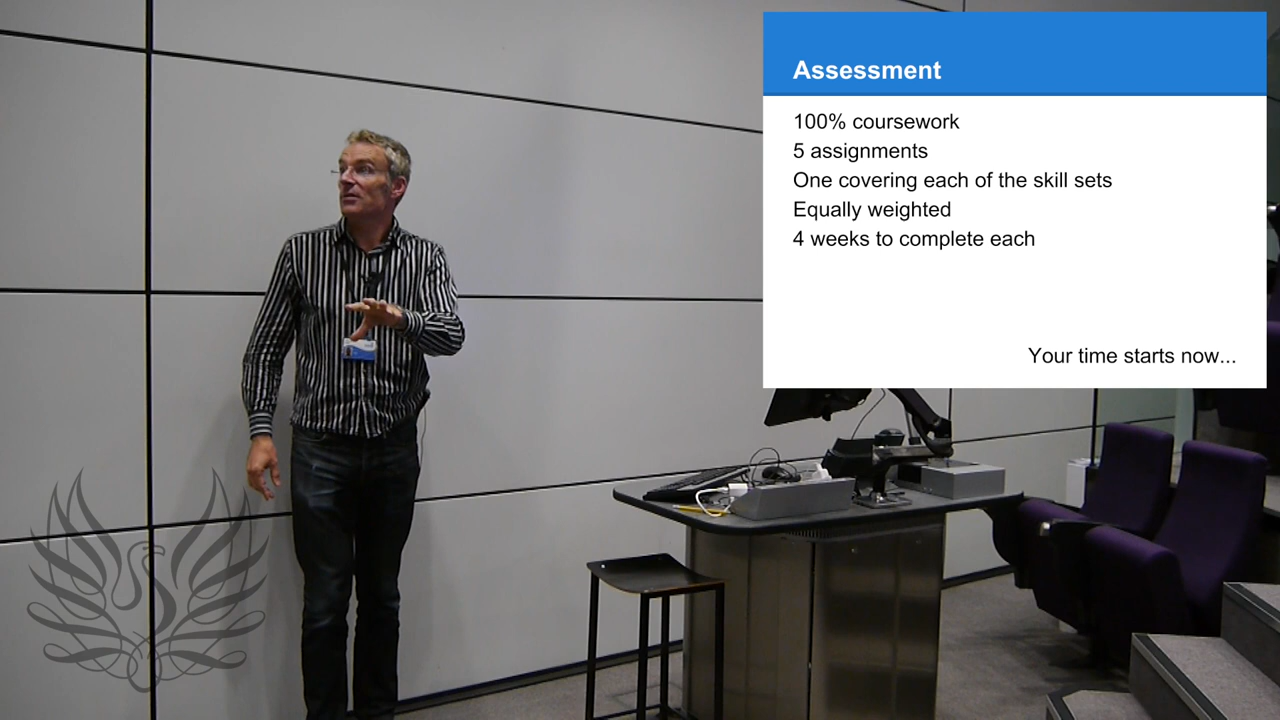 Assessment
100% coursework
5 assignments
One covering each of the skill sets
Equally weighted
4 weeks to complete each
Your time starts now...